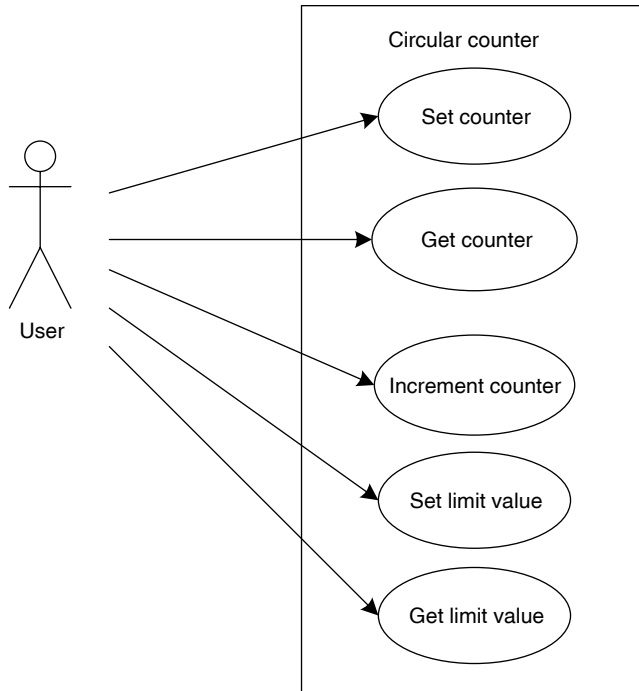 Circular counter
Set counter
Get counter
User
Increment counter
Set limit value
Get limit value